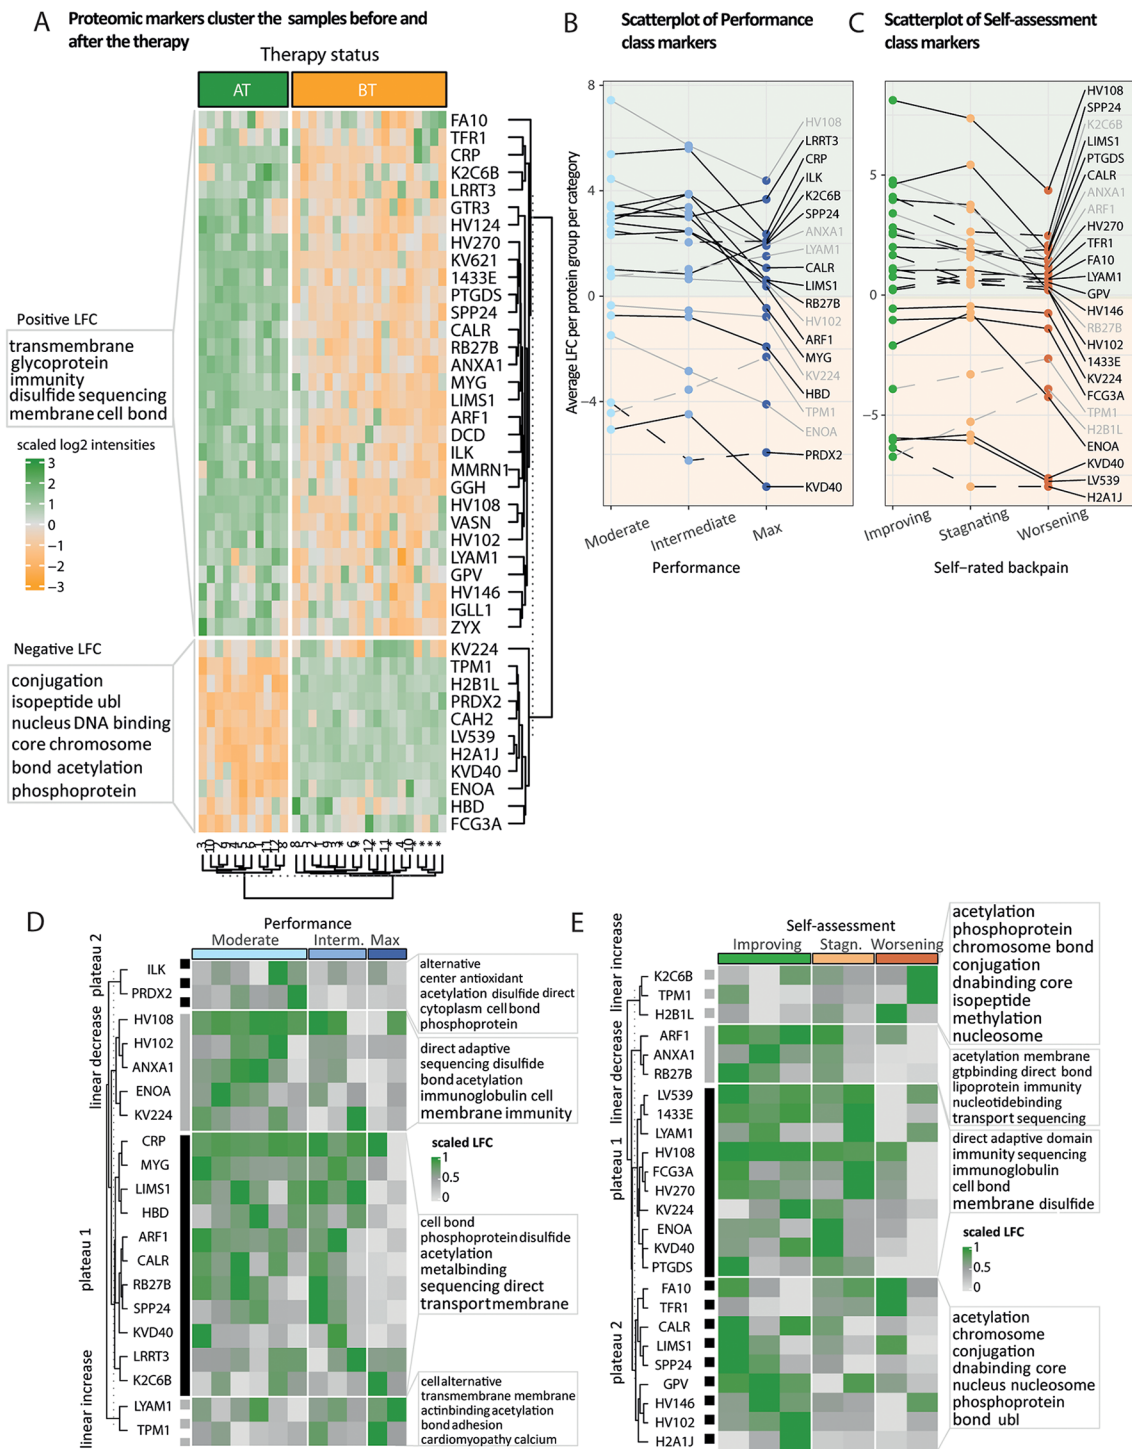 A
Proteomic markers cluster the samples before and
after the therapy
Therapy status
AT
BT
FA10
TFR1
CRP
K2C6B
LRRT3
GTR3
HV124
HV270
KV621
1433E
PTGDS
SPP24
CALR
RB27B
ANXA1
MYG
LIMS1
ARF1
DCD
ILK
MMRN1
GGH
HV108
VASN
HV102
LYAM1
GPV
HV146
IGLL1
ZYX
KV224
TPM1
H2B1L
PRDX2
CAH2
LV539
H2A1J
KVD40
ENOA
HBD
FCG3A
Positive LFC
transmembrane
glycoprotein
immunity
disulfide sequencing
membrane cell bond
scaled log2 intensities
3
2
1
0
−1
−2
−3
Negative LFC
conjugation
isopeptide ubl
nucleus DNA binding
core chromosome
bond acetylation
phosphoprotein
B
Scatterplot of Performance
class markers
Average LFC per protein group per category
8
4
0
−4
HV108
LRRT3
CRP
ILK
K2C6B
SPP24
ANXA1
LYAM1
CALR
LIMS1
RB27B
HV102
ARF1
MYG
KV224
HBD
TPM1
ENOA
PRDX2
KVD40
Moderate
Intermediate
Max
Performance
C
Scatterplot of Self-assessment
class markers
5
0
−5
HV108
SPP24
K2C6B
LIMS1
PTGDS
CALR
ANXA1
ARF1
HV270
TFR1
FA10
LYAM1
GPV
HV146
RB27B
HV102
1433E
KV224
FCG3A
TPM1
H2B1L
ENOA
KVD40
LV539
H2A1J
Improving
Stagnating
Worsening
Self−rated backpain
D
Performance
Moderate
Interm.
Max
plateau 2
linear decrease
plateau 1
linear increase
ILK
PRDX2
HV108
HV102
ANXA1
ENOA
KV224
CRP
MYG
LIMS1
HBD
ARF1
CALR
RB27B
SPP24
KVD40
LRRT3
K2C6B
LYAM1
TPM1
alternative
center antioxidant
acetylation disulfide direct
cytoplasm cell bond
phosphoprotein
direct adaptive
sequencing disulfide
bond acetylation
immunoglobulin cell
membrane immunity
scaled LFC
1
0.5
0
cell bond
phosphoprotein disulfide
acetylation
metalbinding
sequencing direct
transport membrane
cell alternative
transmembrane membrane
actinbinding acetylation
bond adhesion
cardiomyopathy calcium
E
Self-assessment
Improving
Stagn.
Worsening
linear increase
linear decrease
plateau 1
plateau 2
K2C6B
TPM1
H2B1L
ARF1
ANXA1
RB27B
LV539
1433E
LYAM1
HV108
FCG3A
HV270
KV224
ENOA
KVD40
PTGDS
FA10
TFR1
CALR
LIMS1
SPP24
GPV
HV146
HV102
H2A1J
acetylation
phosphoprotein
chromosome bond
conjugation
dnabinding core
isopeptide
methylation
nucleosome
acetylation membrane
gtpbinding direct bond
lipoprotein immunity
nucleotidebinding
transport sequencing
direct adaptive domain
immunity sequencing
immunoglobulin
cell bond
membrane disulfide
scaled LFC
1
0.5
0
acetylation
chromosome
conjugation
dnabinding core
nucleus nucleosome
phosphoprotein
bond ubl